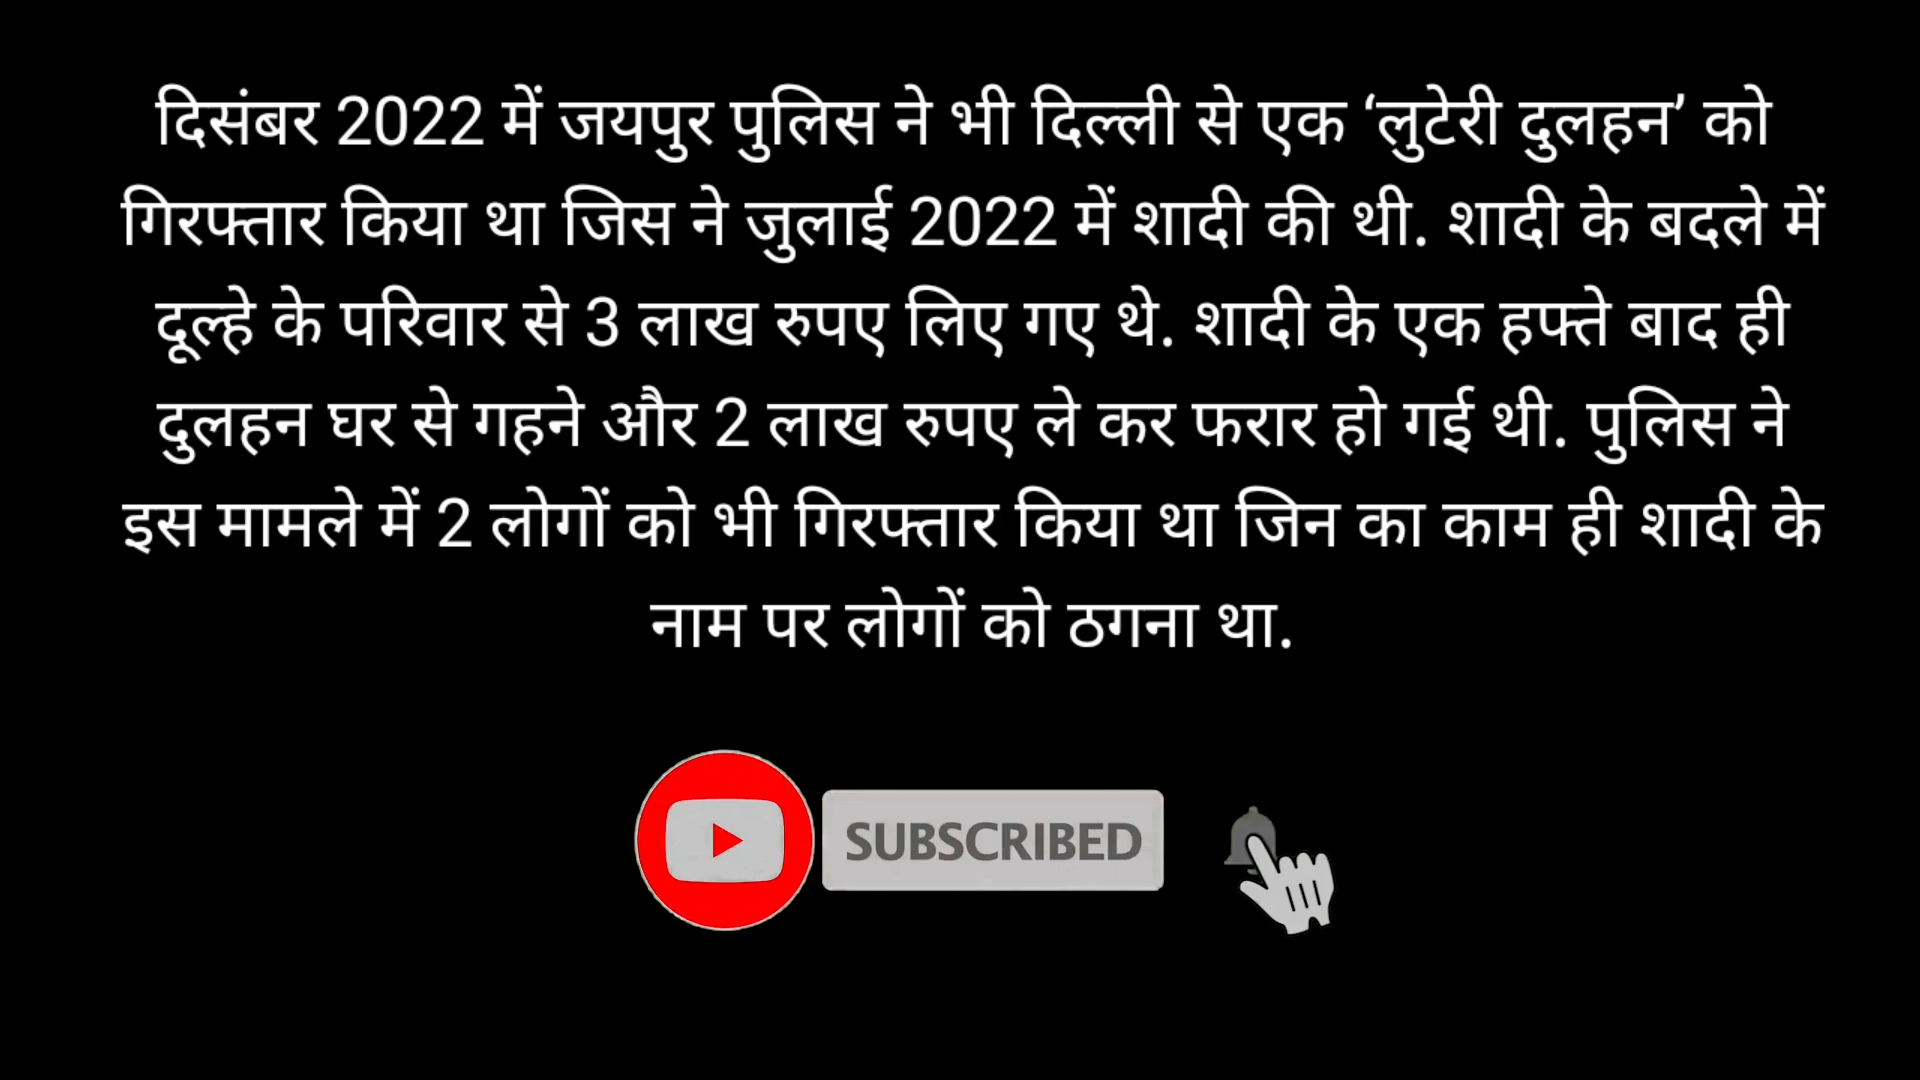 दिसंबर 2022 में जयपुर पुलिस ने भी दिल्ली से एक ‘लुटेरी दुलहन’ को
गिरफ्तार किया था जिस ने जुलाई 2022 में शादी की थी. शादी के बदले में
दूल्हे के परिवार से 3 लाख रुपए लिए गए थे. शादी के एक हफ्ते बाद ही
दुलहन घर से गहने और 2 लाख रुपए ले कर फरार हो गई थी. पुलिस ने
इस मामले में 2 लोगों को भी गिरफ्तार किया था जिन का काम ही शादी के
नाम पर लोगों को ठगना था.
SUBSCRIBED